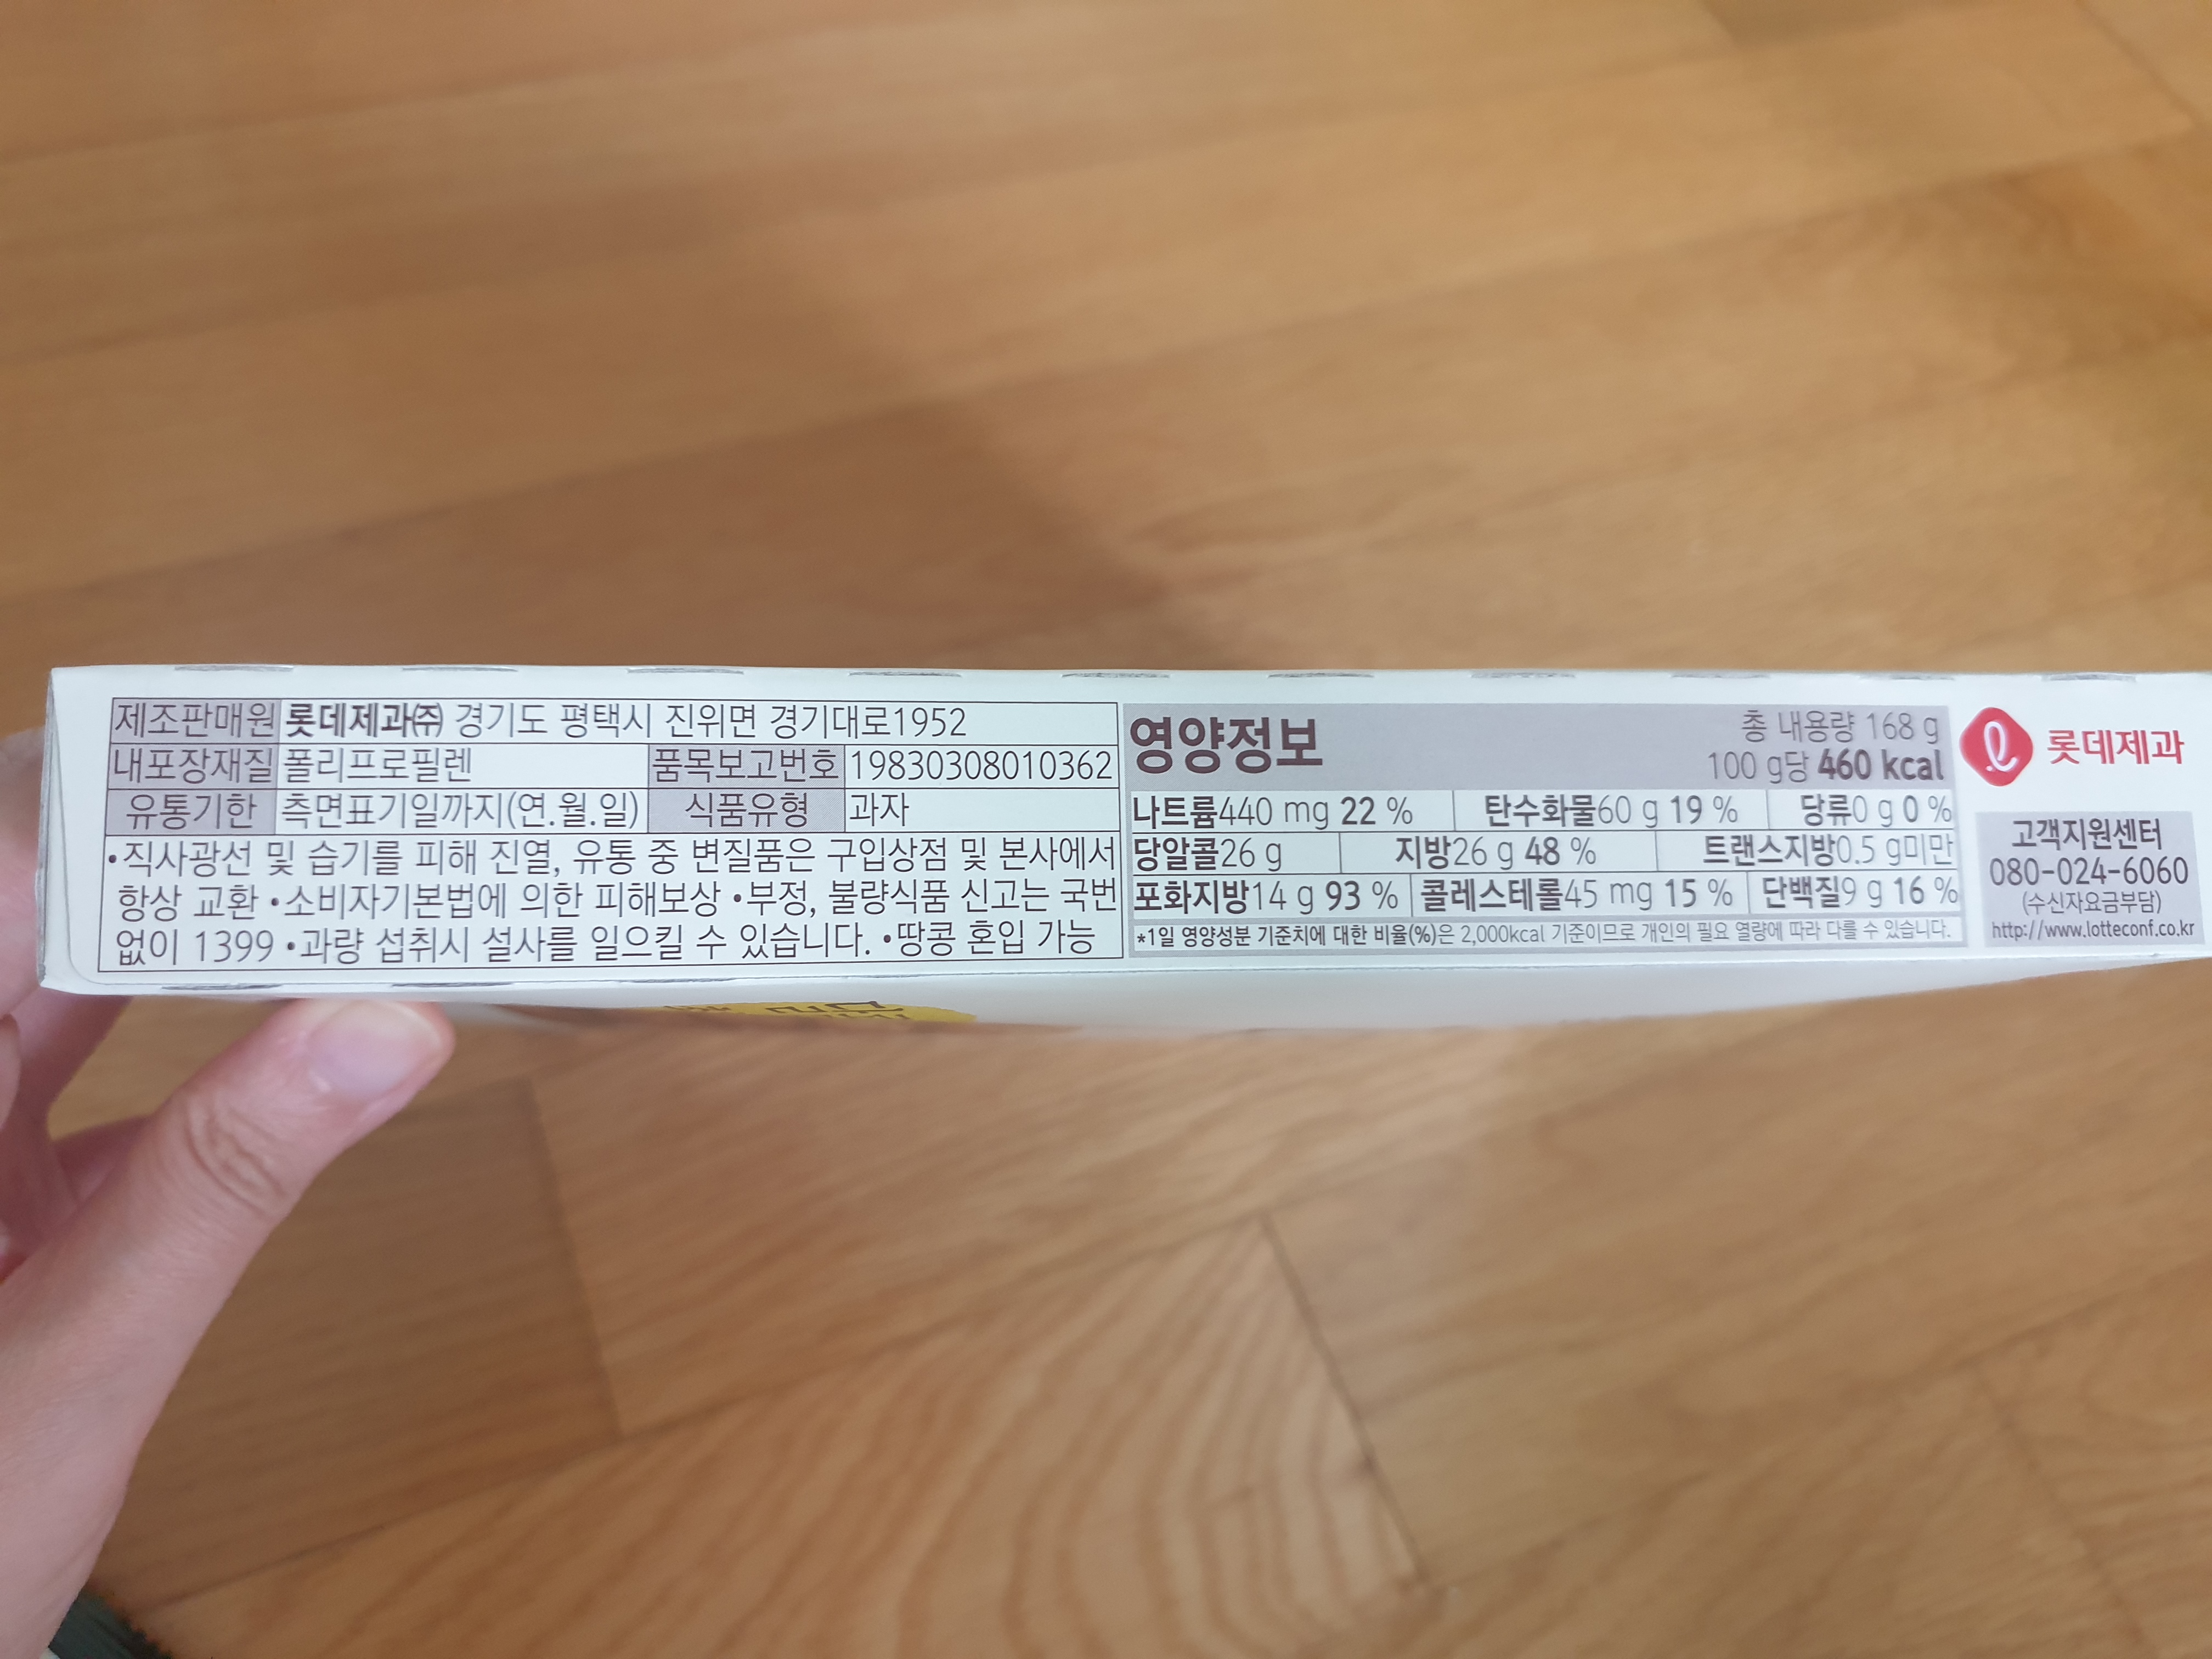 제조판매원 롯데제과(주) 경기도 평택시 진위면 경기대로1952
내포장재질 폴리프로필렌 품목보고번호 19830308010362
유통기한 측면표기일까지(연.월.일) 식품유형 과자
•직사광선 및 습기를 피해 진열, 유통 중 변질품은 구입상점 및 본사에서
항상 교환 •소비자기본법에 의한 피해보상 •부정, 불량식품 신고는 국번
없이 1399 •과량 섭취시 설사를 일으킬 수 있습니다. •땅콩 혼입 가능
영양정보
총 내용량 168 g
100 g당 460 kcal
나트륨440 mg 22 % 탄수화물60 g 19 % 당류0 g 0 %
당알콜26 g 지방26 g 48 % 트랜스지방0.5 g미만
포화지방14 g 93 % 콜레스테롤45 mg 15 % 단백질9 g 16 %
*1일 영양성분 기준치에 대한 비율(%)은 2,000kcal 기준이므로 개인의 필요 열량에 따라 다를 수 있습니다.
롯데제과
고객지원센터
080-024-6060
(수신자요금부담)
http://www.lotteconf.co.kr